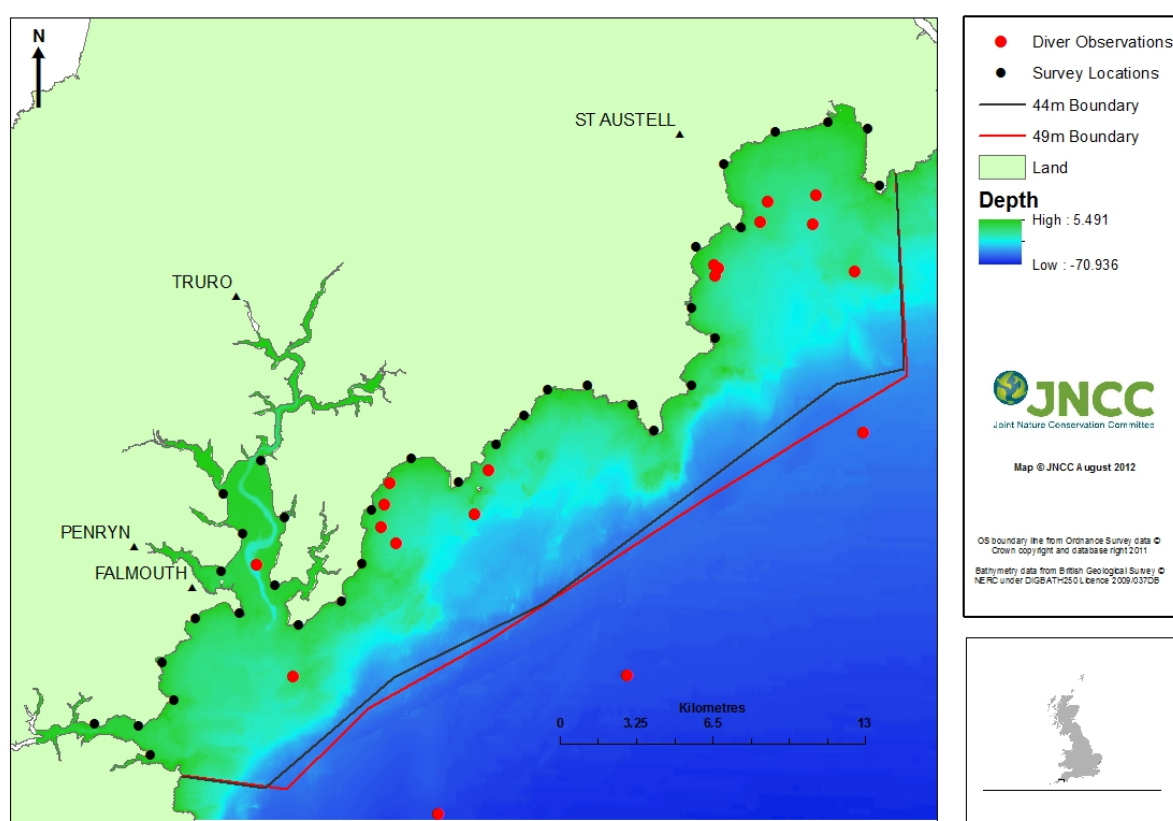 N
ST AUSTELL
TRURO
PENRYN
FALMOUTH
Kilometres
0 3.25 6.5 13
Diver Observations
Survey Locations
44m Boundary
49m Boundary
Land
Depth
High : 5.491
Low : -70.936
JNCC
Joint Nature Conservation Committee
Map © JNCC August 2012
OS boundary line from Ordnance Survey data ©
Crown copyright and database right 2011
Bathymetry data from British Geological Survey ©
NERC under DIGBATH250 Licence 2009/037DB